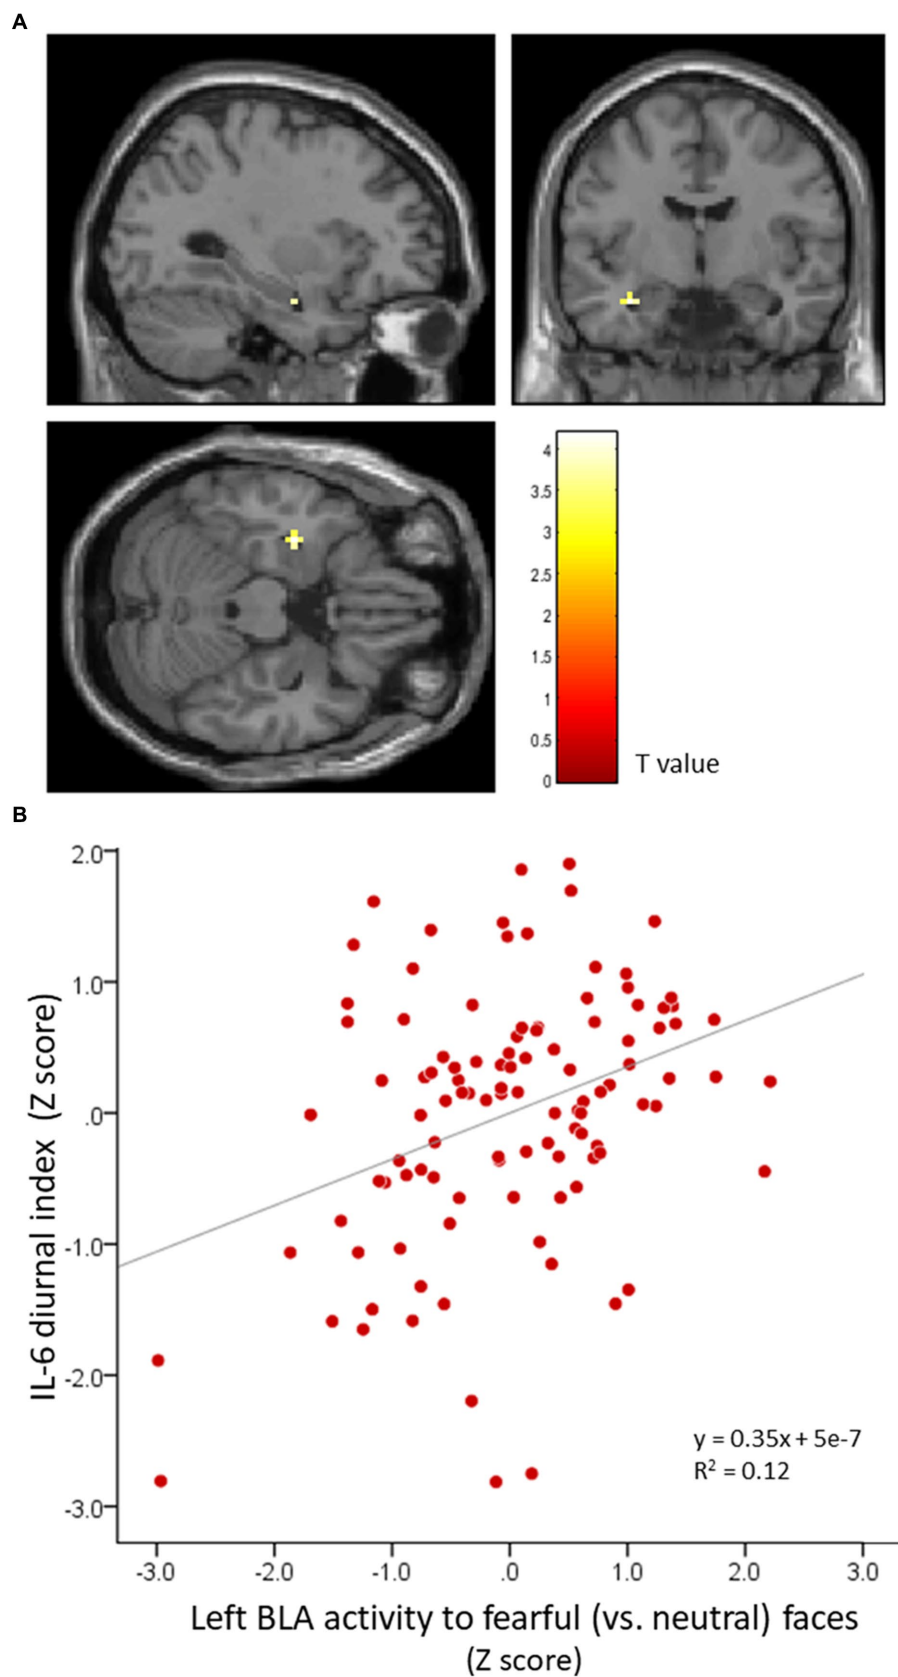 A
4
3.5
3
2.5
2
1.5
1
0.5
0
T value
B
2.0
1.0
.0
-1.0
-2.0
-3.0
IL-6 diurnal index (Z score)
y = 0.35x + 5e-7
R² = 0.12
-3.0 -2.0 -1.0 .0 1.0 2.0 3.0
Left BLA activity to fearful (vs. neutral) faces
(Z score)